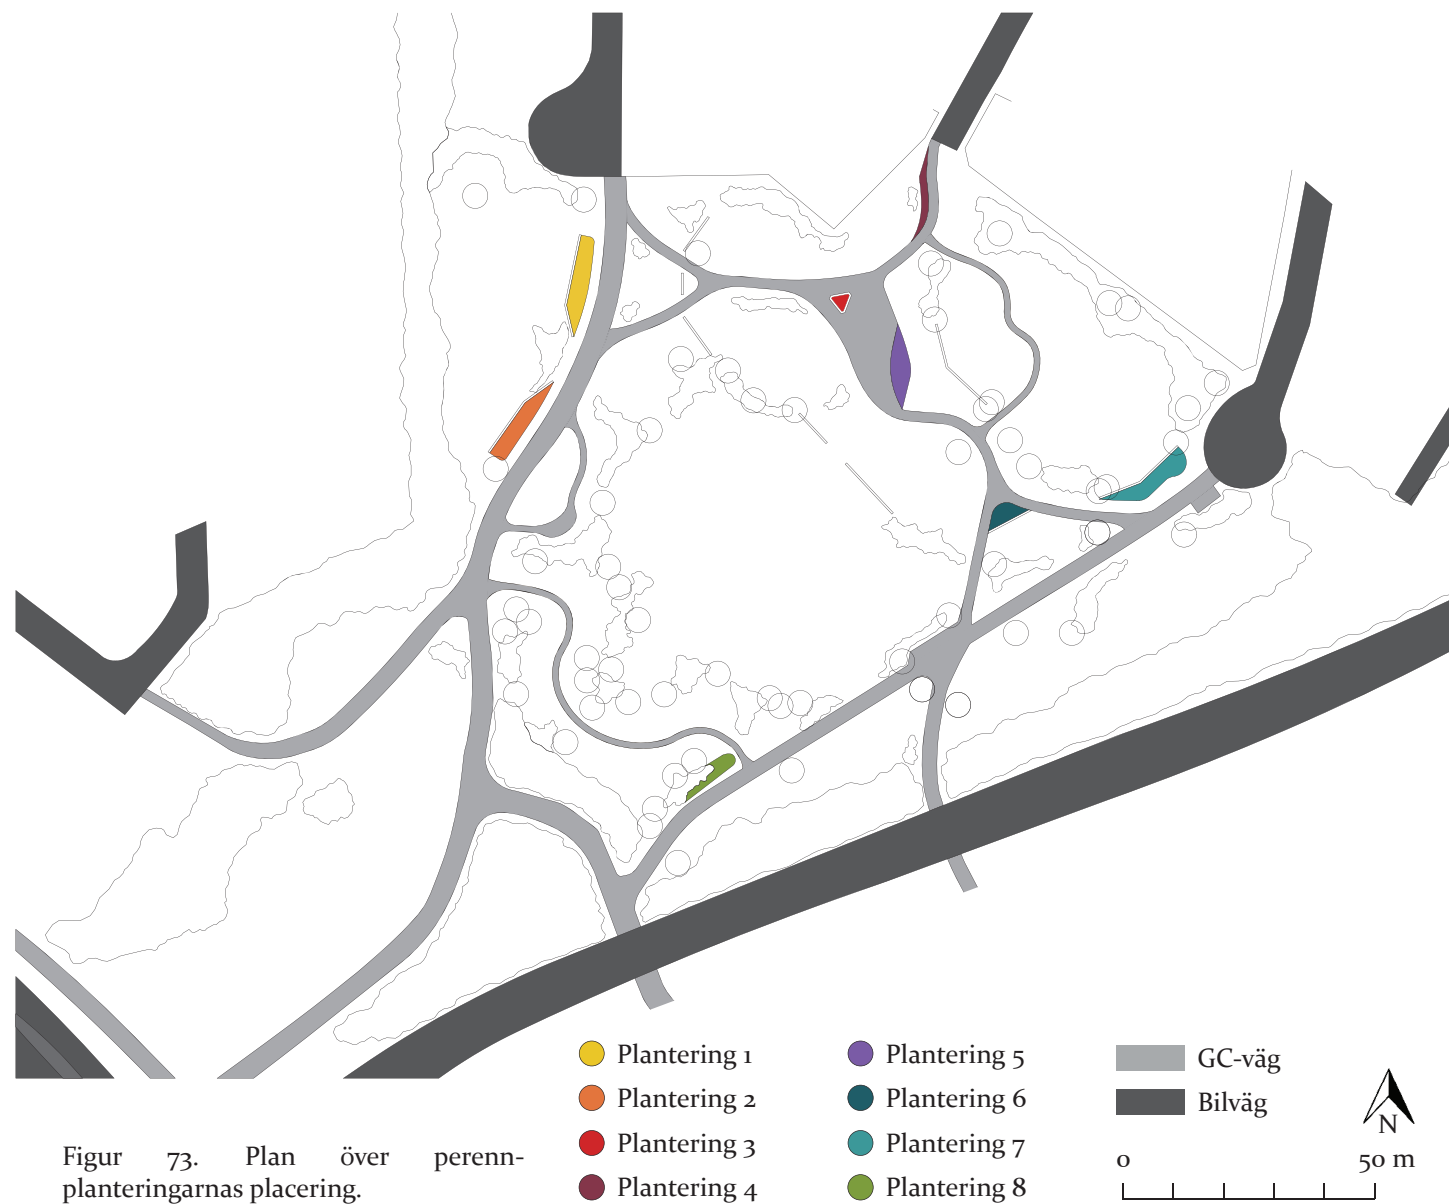 Plantering 1
Plantering 2
Plantering 3
Plantering 4
Plantering 5
Plantering 6
Plantering 7
Plantering 8
GC-väg
Bilväg
N
0 50 m
Figur 73. Plan över perenn-
planteringarnas placering.